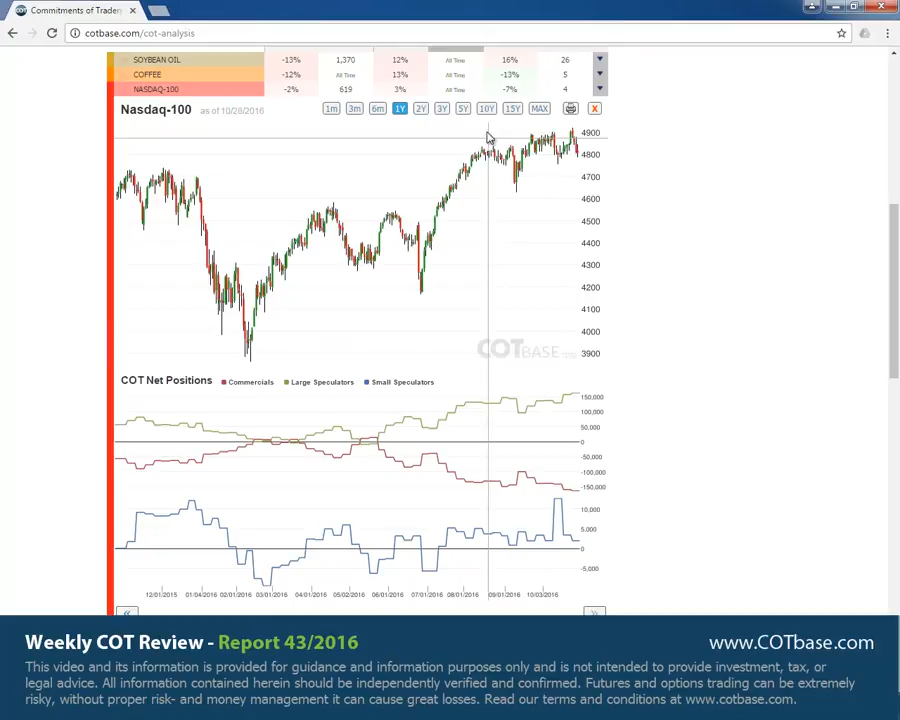 Commitments of Traders
cotbase.com/cot-analysis
SOYBEAN OIL -13% 1,370 12% All Time 16% 26
COFFEE -12% All Time 13% All Time -13% 5
NASDAQ-100 -2% 619 3% All Time -7% 4
Nasdaq-100 as of 10/28/2016 1m 3m 6m 1Y 2Y 3Y 5Y 10Y 15Y MAX X
4900
4800
4700
4600
4500
4400
4300
4200
4100
4000
3900
COTBASE.com
COT Net Positions Commercials Large Speculators Small Speculators
150,000
100,000
50,000
0
-50,000
-100,000
-150,000
10,000
5,000
0
-5,000
12/01/2015 01/04/2016 02/01/2016 03/01/2016 04/01/2016 05/02/2016 06/01/2016 07/01/2016 08/01/2016 09/01/2016 10/03/2016
Weekly COT Review - Report 43/2016 www.COTbase.com
This video and its information is provided for guidance and information purposes only and is not intended to provide investment, tax, or
legal advice. All information contained herein should be independently verified and confirmed. Futures and options trading can be extremely
risky, without proper risk- and money management it can cause great losses. Read our terms and conditions at www.cotbase.com.